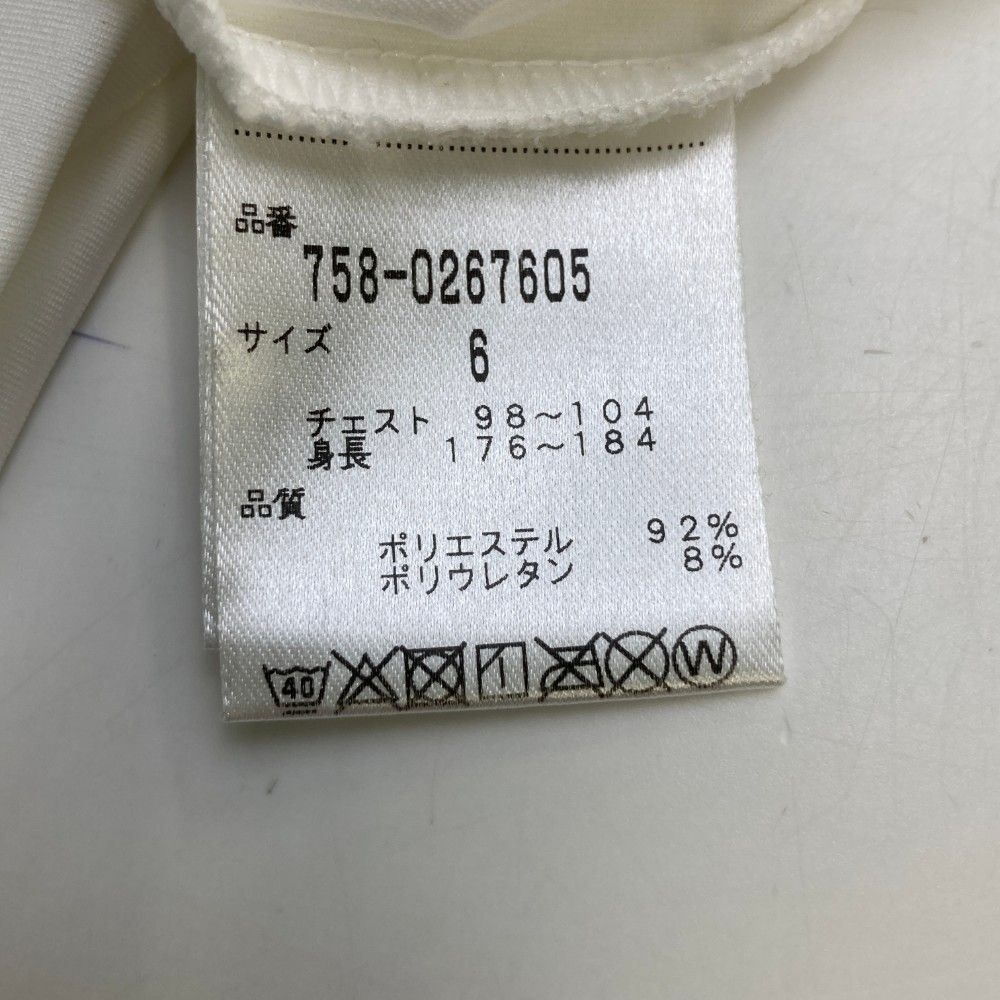 品番
758-0267605
サイズ 6
チェスト 98～104
身長 176～184
品質
ポリエステル 92%
ポリウレタン 8%
40 W